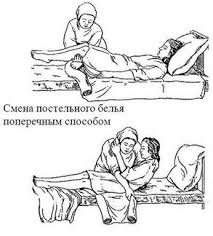 Смена постельного белья
поперечным способом